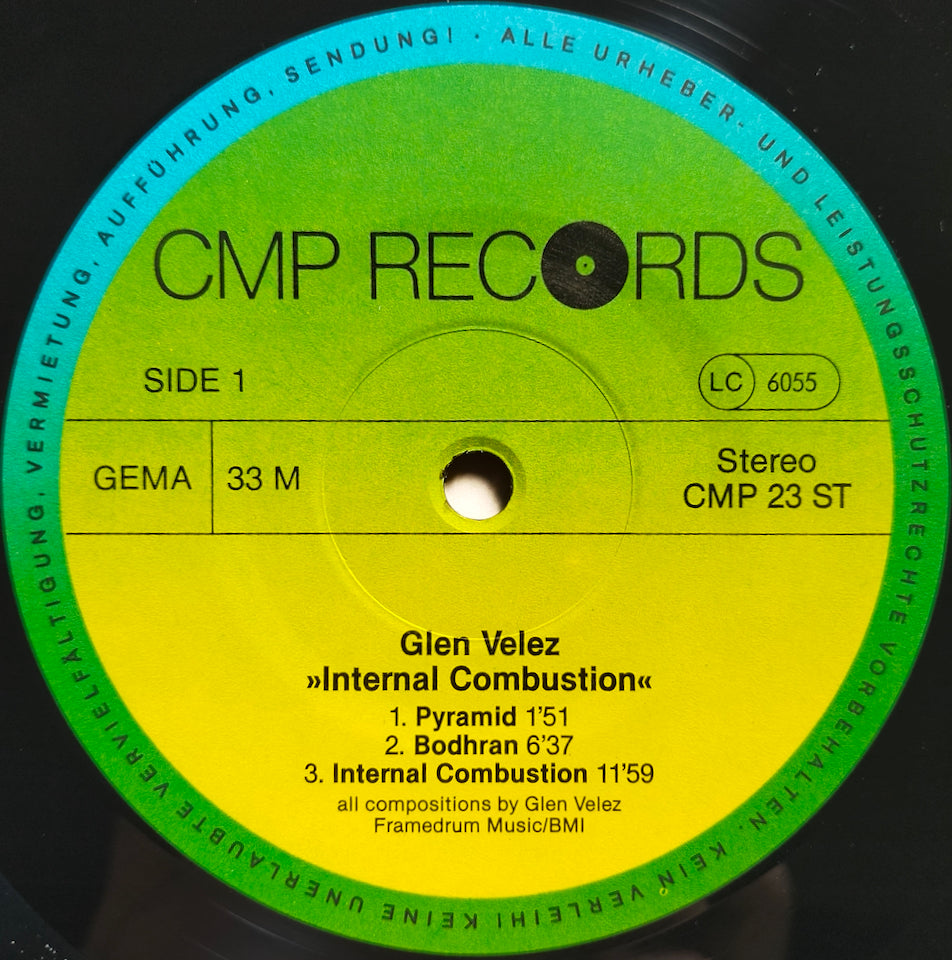 ALLE URHEBER- UND LEISTUNGSSCHUTZRECHTE VORBEHALTEN. KEIN VERLEIH! KEINE UNERLAUBTE VERVIELFÄLTIGUNG, VERMIETUNG, AUFFÜHRUNG, SENDUNG! ·
CMP RECORDS
SIDE 1
LC 6055
GEMA 33 M
Stereo
CMP 23 ST
Glen Velez
»Internal Combustion«
1. Pyramid 1'51
2. Bodhran 6'37
3. Internal Combustion 11'59
all compositions by Glen Velez
Framedrum Music/BMI